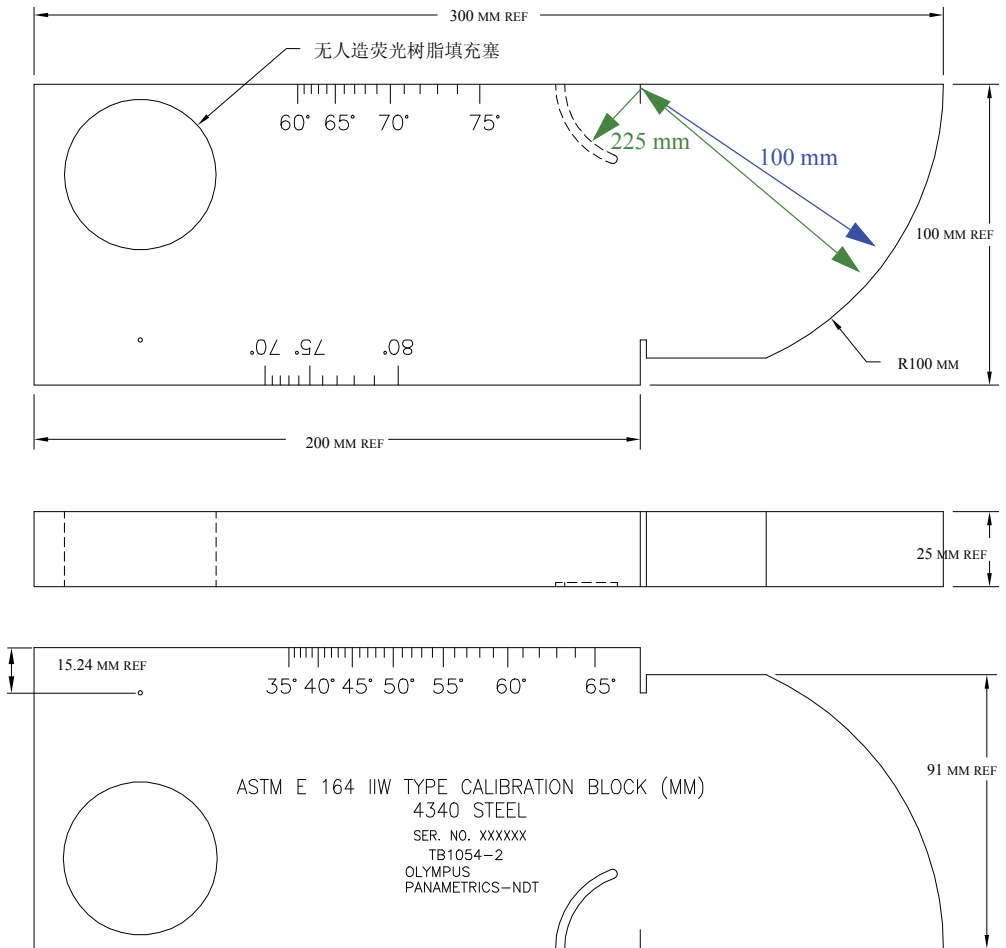 300 MM REF
无人造荧光树脂填充塞
60° 65° 70° 75°
225 mm
100 mm
100 MM REF
70° 75° 80°
R100 MM
200 MM REF
25 MM REF
15.24 MM REF
35° 40° 45° 50° 55° 60° 65°
91 MM REF
ASTM E 164 IIW TYPE CALIBRATION BLOCK (MM)
4340 STEEL
SER. NO. XXXXXX
TB1054-2
OLYMPUS
PANAMETRICS-NDT